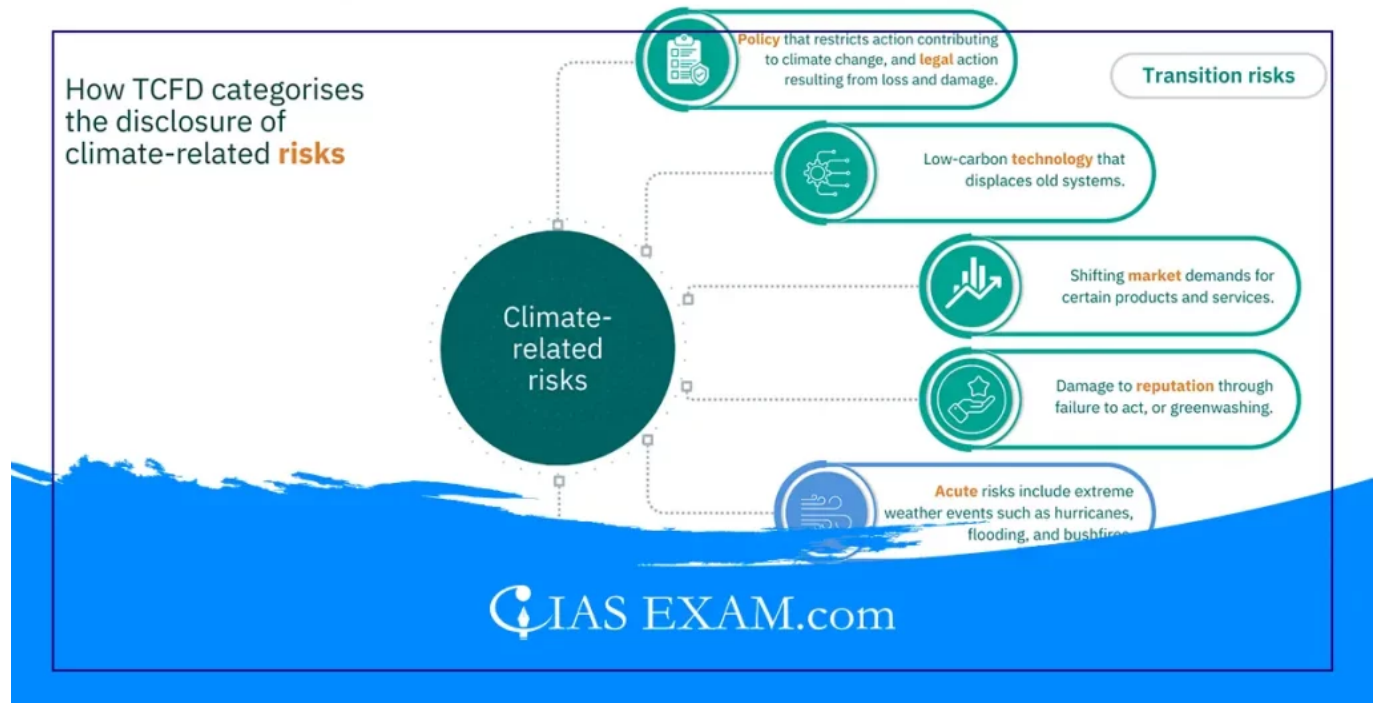 How TCFD categorises
the disclosure of
climate-related risks
Policy that restricts action contributing
to climate change, and legal action
resulting from loss and damage.
Transition risks
Low-carbon technology that
displaces old systems.
Shifting market demands for
certain products and services.
Climate-
related
risks
Damage to reputation through
failure to act, or greenwashing.
Acute risks include extreme
weather events such as hurricanes,
flooding, and bushfires
IAS EXAM.com